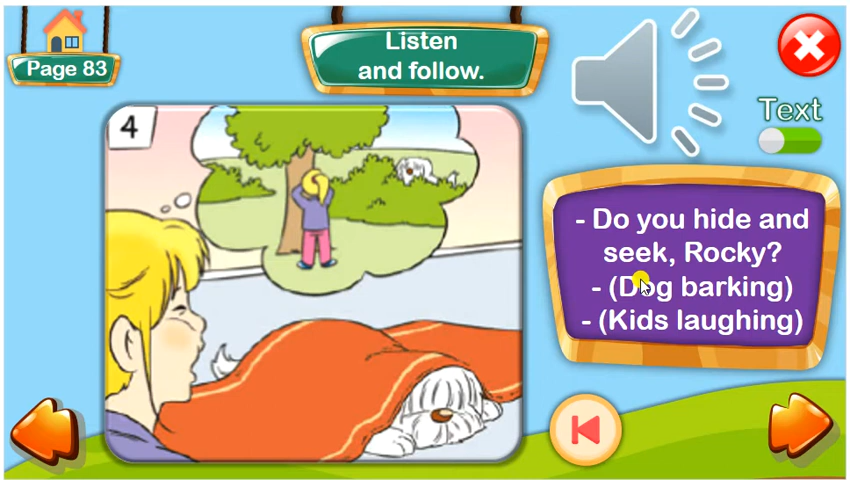 Page 83
Listen
and follow.
Text
4
- Do you hide and
seek, Rocky?
- (Dog barking)
- (Kids laughing)